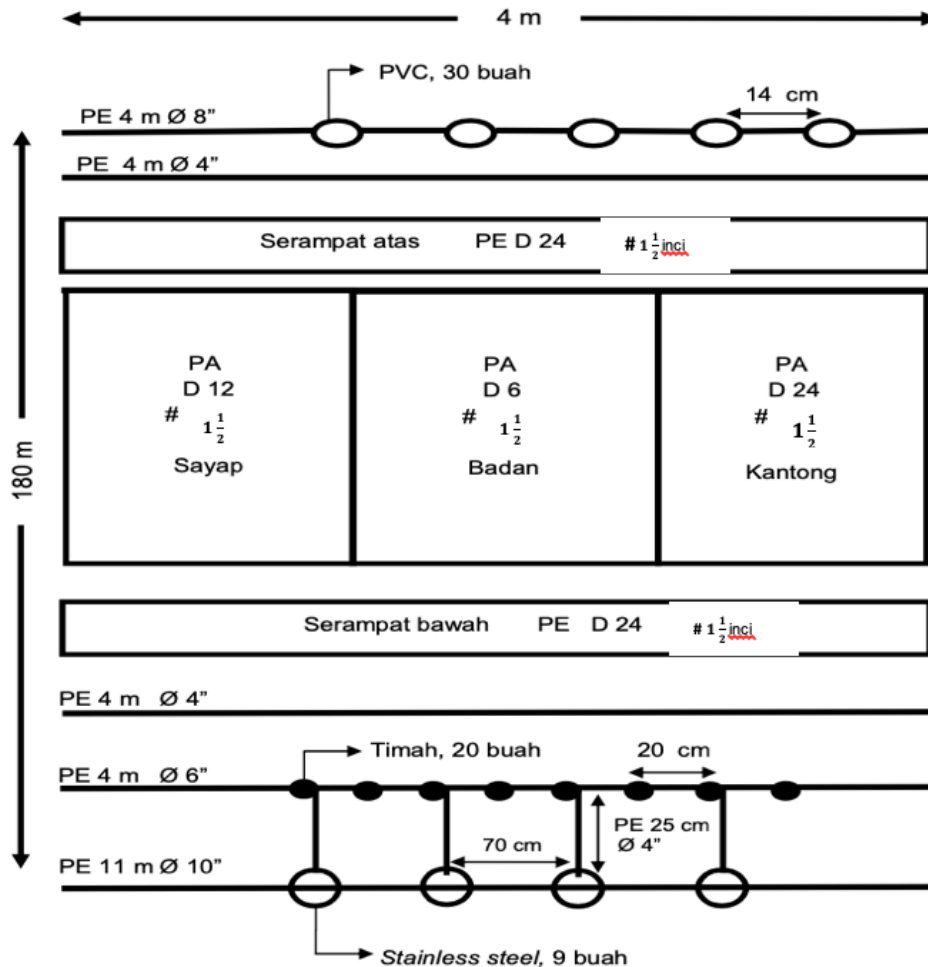 4 m
PVC, 30 buah
14 cm
PE 4 m Ø 8”
PE 4 m Ø 4”
Serampat atas PE D 24 # 1 1/2 inci
PA
D 12
# 1 1/2
Sayap
PA
D 6
# 1 1/2
Badan
PA
D 24
# 1 1/2
Kantong
180 m
Serampat bawah PE D 24 # 1 1/2 inci
PE 4 m Ø 4”
Timah, 20 buah
20 cm
PE 4 m Ø 6”
PE 25 cm
Ø 4”
70 cm
PE 11 m Ø 10”
Stainless steel, 9 buah